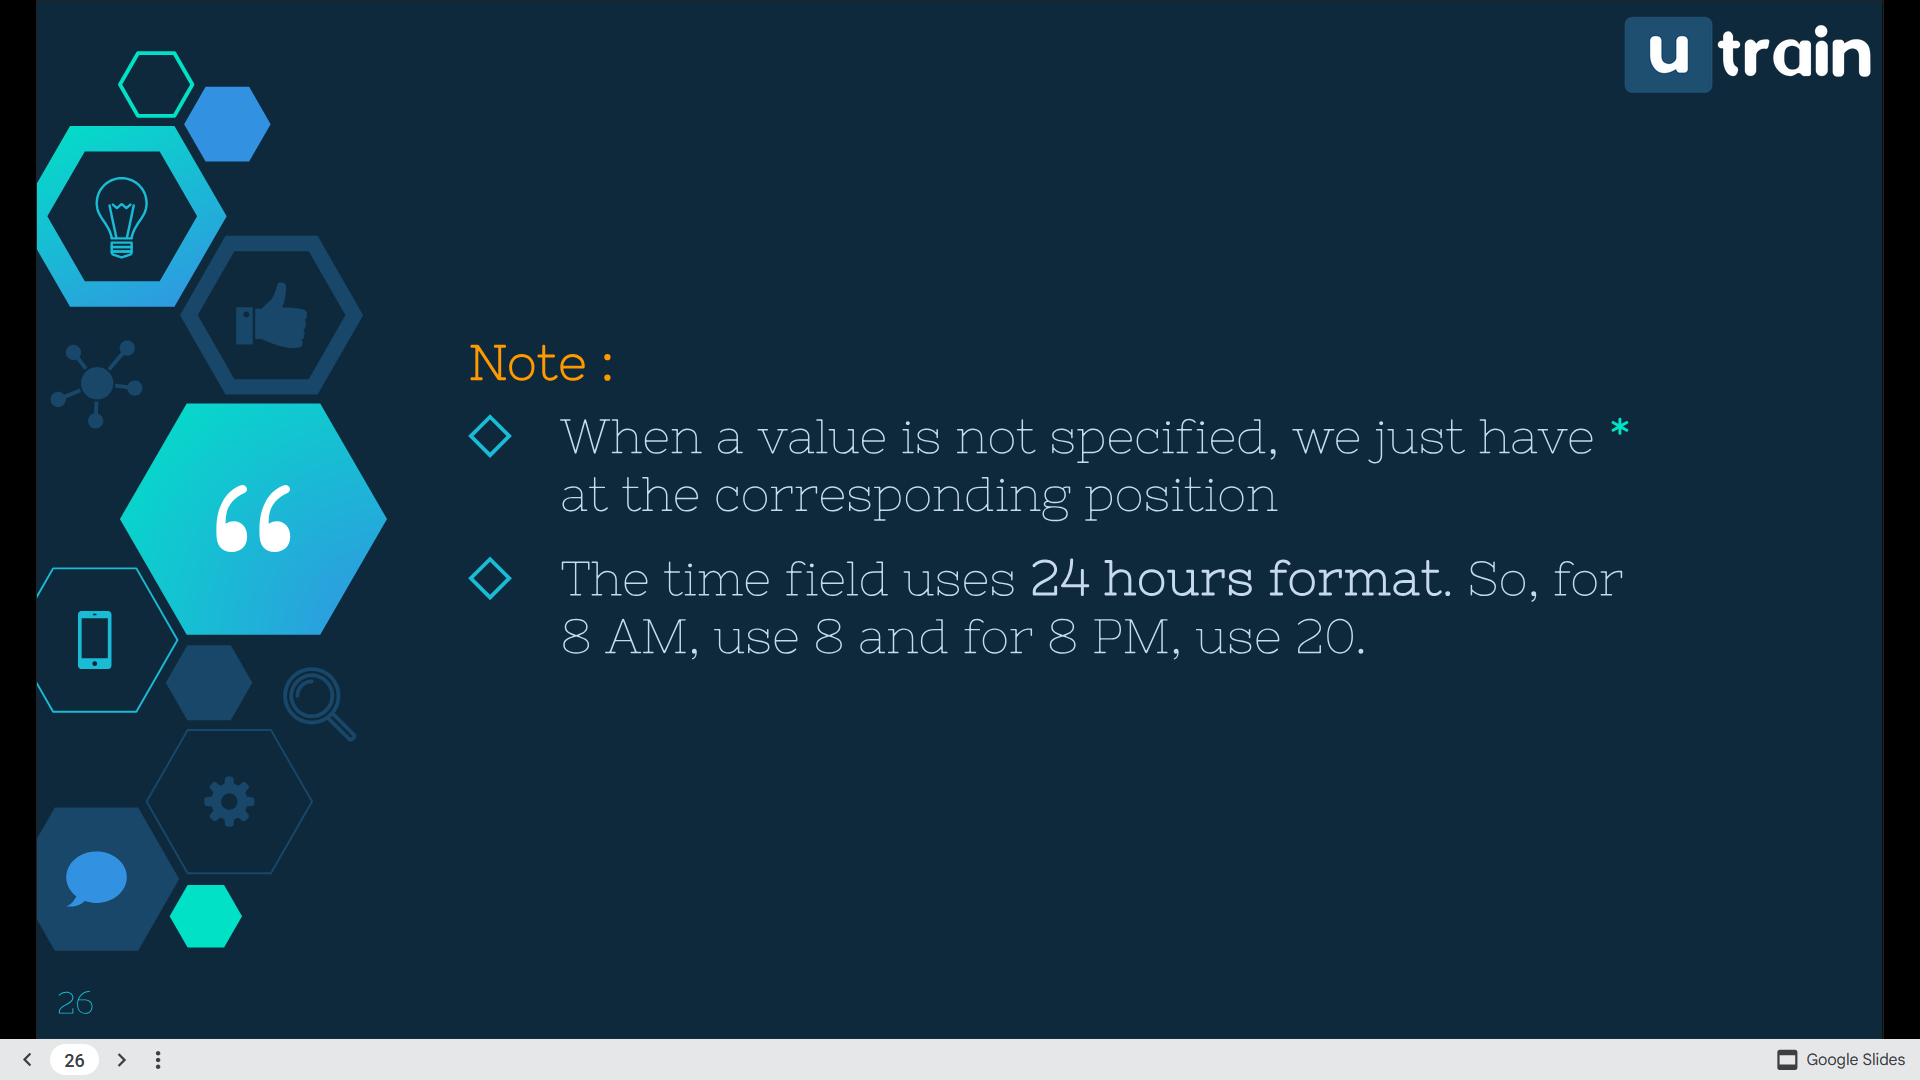 u train
Note :
When a value is not specified, we just have *
at the corresponding position
The time field uses 24 hours format. So, for
8 AM, use 8 and for 8 PM, use 20.
26
26
Google Slides